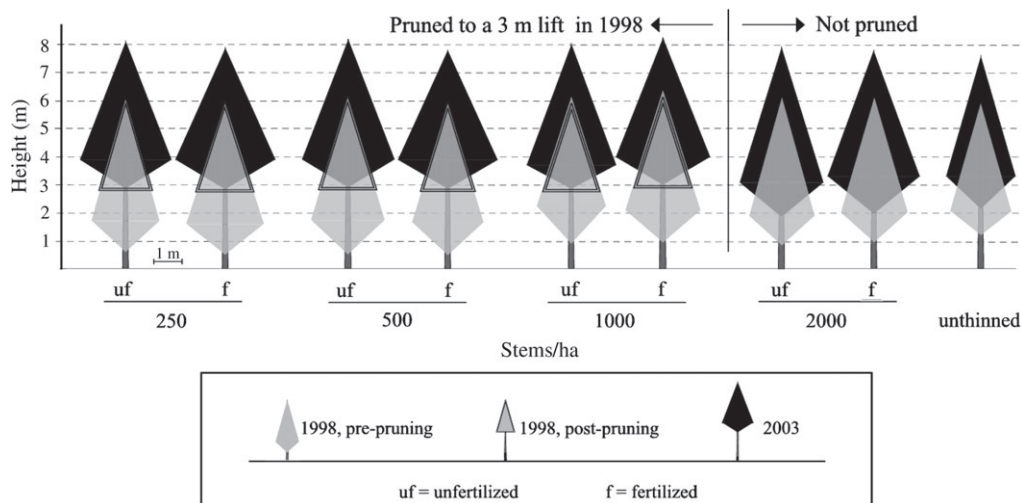 Pruned to a 3 m lift in 1998 Not pruned
Height (m)
8
7
6
5
4
3
2
1
1 m
uf f uf f uf f uf f
250 500 1000 2000 unthinned
Stems/ha
1998, pre-pruning 1998, post-pruning 2003
uf = unfertilized f = fertilized